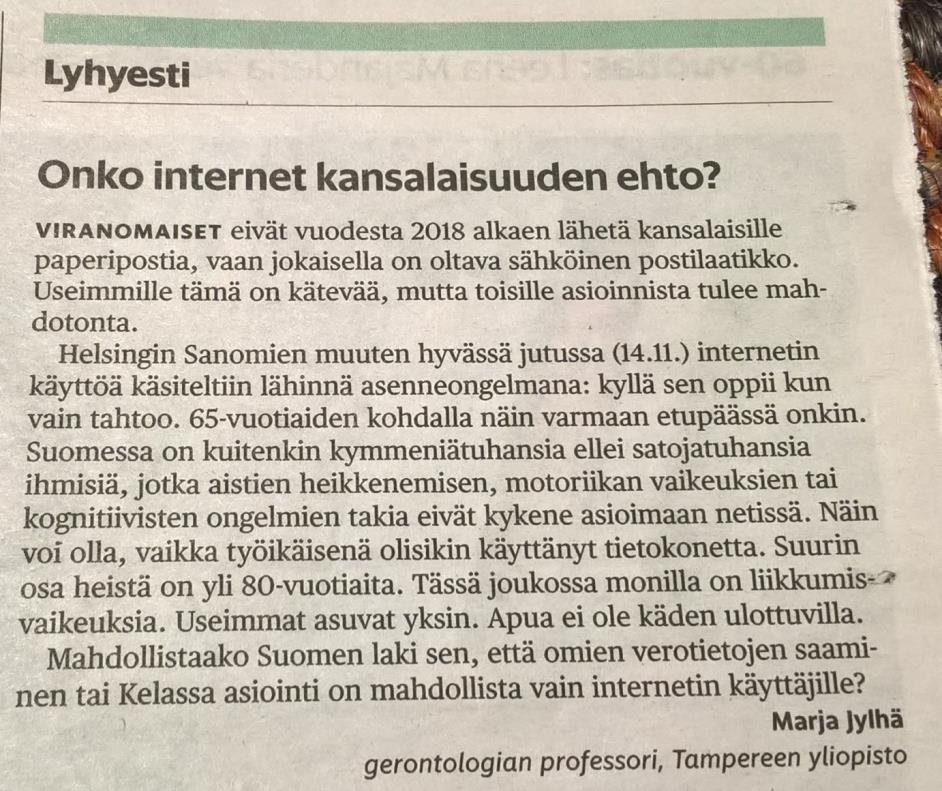 Lyhyesti
Onko internet kansalaisuuden ehto?
VIRANOMAISET eivät vuodesta 2018 alkaen lähetä kansalaisille
paperipostia, vaan jokaisella on oltava sähköinen postilaatikko.
Useimmille tämä on kätevää, mutta toisille asioinnista tulee mah-
dotonta.
Helsingin Sanomien muuten hyvässä jutussa (14.11.) internetin
käyttöä käsiteltiin lähinnä asenneongelmana: kyllä sen oppii kun
vain tahtoo. 65-vuotiaiden kohdalla näin varmaan etupäässä onkin.
Suomessa on kuitenkin kymmeniätuhansia ellei satojatuhansia
ihmisiä, jotka aistien heikkenemisen, motoriikan vaikeuksien tai
kognitiivisten ongelmien takia eivät kykene asioimaan netissä. Näin
voi olla, vaikka työikäisenä olisikin käyttänyt tietokonetta. Suurin
osa heistä on yli 80-vuotiaita. Tässä joukossa monilla on liikkumis-
vaikeuksia. Useimmat asuvat yksin. Apua ei ole käden ulottuvilla.
Mahdollistaako Suomen laki sen, että omien verotietojen saami-
nen tai Kelassa asiointi on mahdollista vain internetin käyttäjille?
Marja Jylhä
gerontologian professori, Tampereen yliopisto